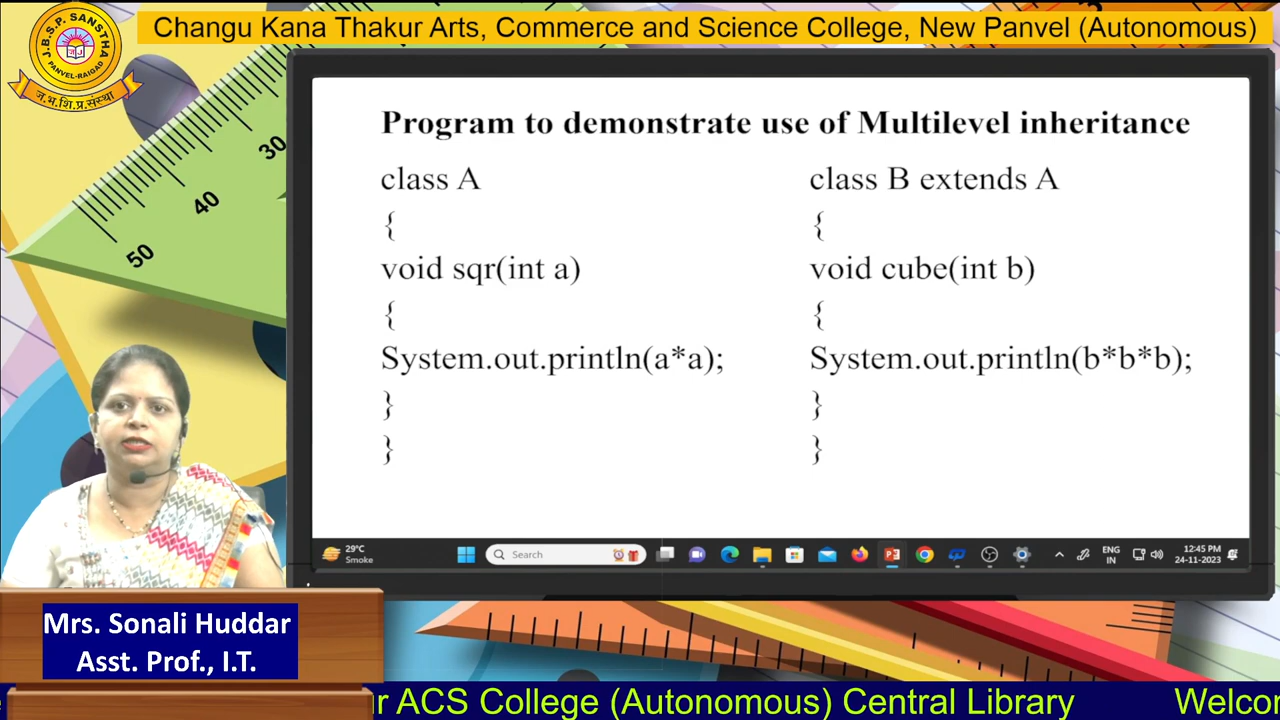 Changu Kana Thakur Arts, Commerce and Science College, New Panvel (Autonomous)
J.B.S.P. SANSTHA
PANVEL-RAIGAD
ज.भ.शि.प्र.संस्था
30
40
50
Program to demonstrate use of Multilevel inheritance
class A
{
void sqr(int a)
{
System.out.println(a*a);
}
}
class B extends A
{
void cube(int b)
{
System.out.println(b*b*b);
}
}
29°C
Smoke
Search
ENG
IN
12:45 PM
24-11-2023
Mrs. Sonali Huddar
Asst. Prof., I.T.
r ACS College (Autonomous) Central Library Welco